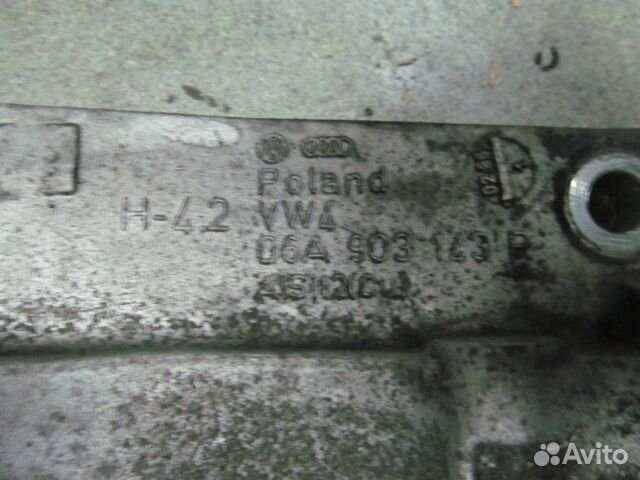 Poland
H-42 VW4
06A 903 143 P
AlSi12(Cu)
Avito